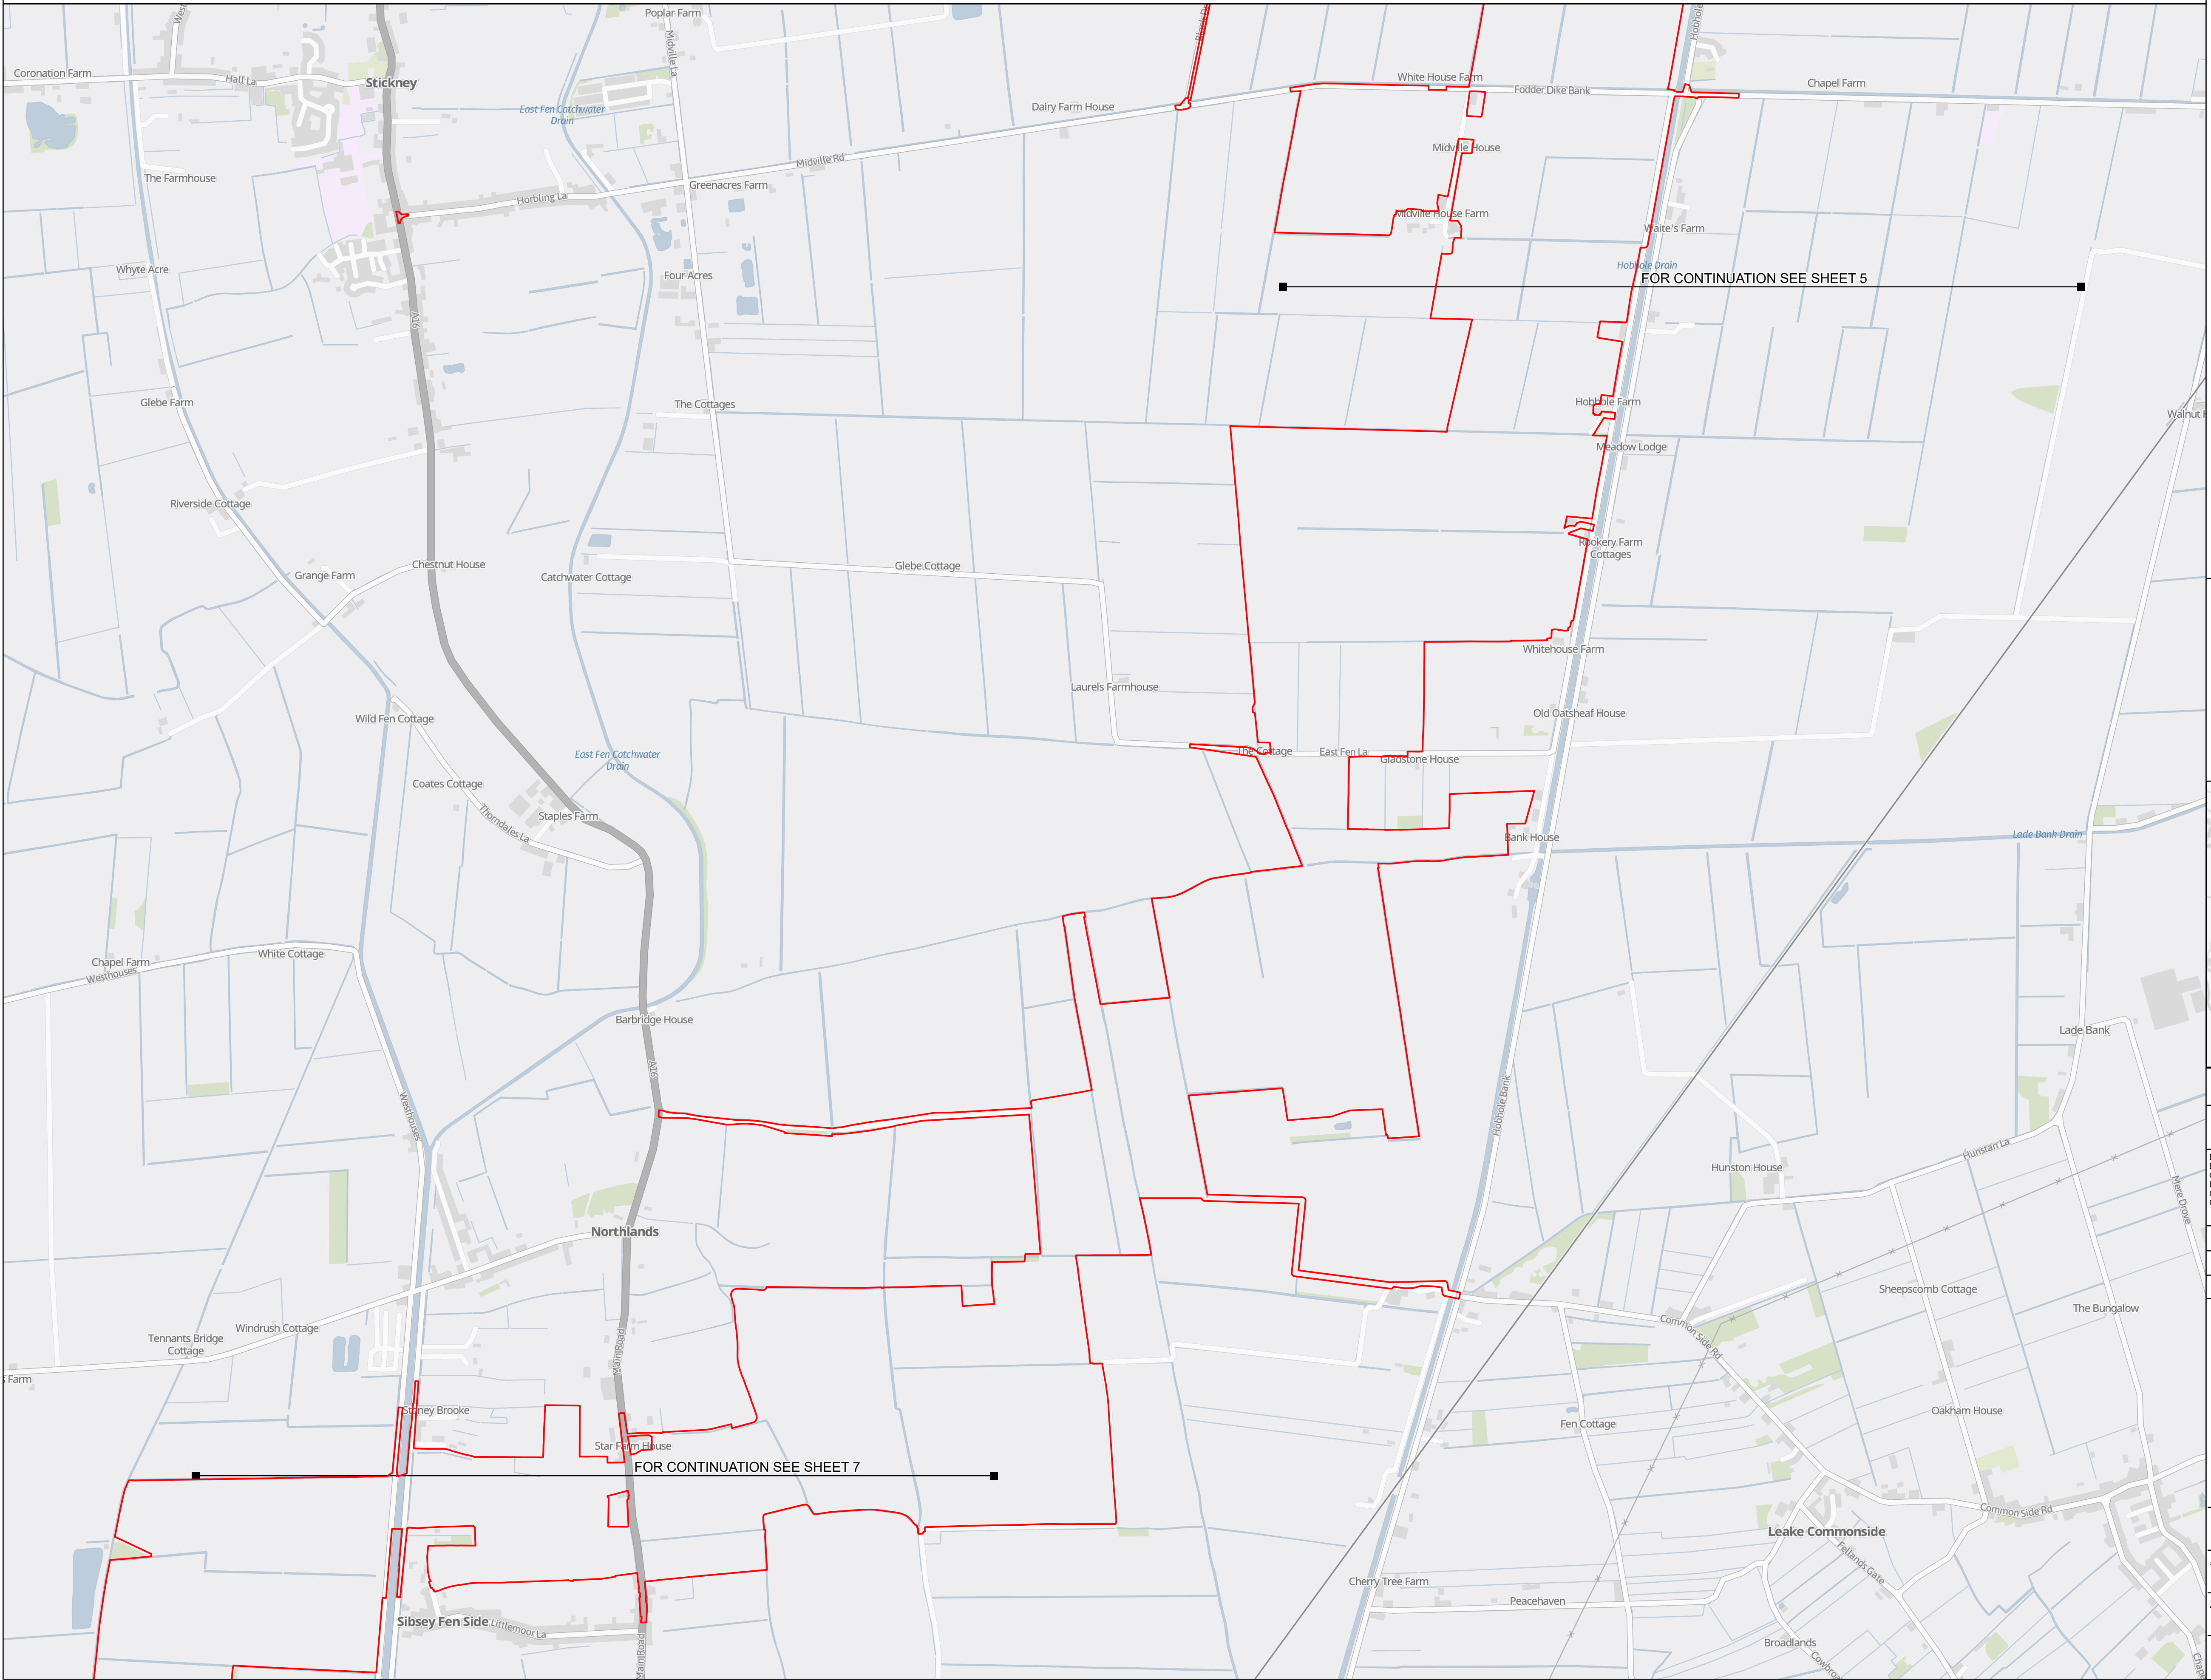 Poplar Farm
Midville La
Coronation Farm
Hall La
Stickney
White House Farm
Chapel Farm
Fodder Dike Bank
East Fen Catchwater
Drain
Dairy Farm House
Midville House
Midville Rd
The Farmhouse
Greenacres Farm
Horbling La
Midville House Farm
Waite's Farm
Whyte Acre
Four Acres
Hobhole Drain
FOR CONTINUATION SEE SHEET 5
A16
Glebe Farm
The Cottages
Hobhole Farm
Meadow Lodge
Riverside Cottage
Rookery Farm
Cottages
Chestnut House
Glebe Cottage
Grange Farm
Catchwater Cottage
Whitehouse Farm
Laurels Farmhouse
Wild Fen Cottage
Old Oatsheaf House
East Fen Catchwater
Drain
The Cottage
East Fen La
Gladstone House
Coates Cottage
Staples Farm
Thorndales La
Bank House
Lade Bank Drain
White Cottage
Chapel Farm
Westhouses
Barbridge House
Lade Bank
A16
Westhouses
Hobhole Bank
Hunstan La
Hunston House
Mere Drove
Northlands
Sheepscomb Cottage
The Bungalow
Windrush Cottage
Tennants Bridge
Cottage
Common Side Rd
Main Road
s Farm
Stoney Brooke
Oakham House
Fen Cottage
Star Farm House
FOR CONTINUATION SEE SHEET 7
Common Side Rd
Leake Commonside
Fellands Gate
Cherry Tree Farm
Peacehaven
Sibsey Fen Side
Littlemoor La
Main Road
Broadlands